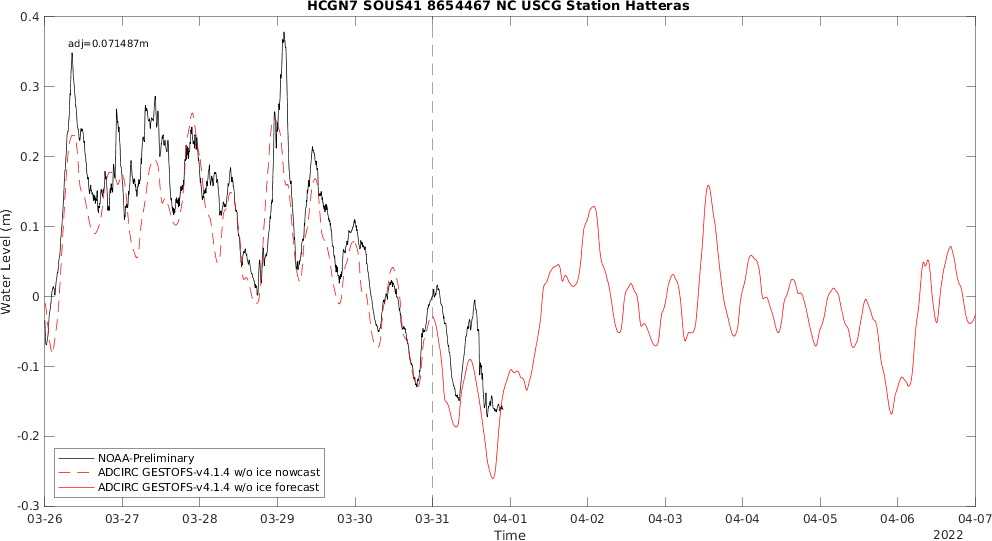 HCGN7 SOUS41 8654467 NC USCG Station Hatteras
adj=0.071487m
0.4
0.3
0.2
0.1
0
-0.1
-0.2
-0.3
Water Level (m)
NOAA-Preliminary
ADCIRC GESTOFS-v4.1.4 w/o ice nowcast
ADCIRC GESTOFS-v4.1.4 w/o ice forecast
03-26 03-27 03-28 03-29 03-30 03-31 04-01 04-02 04-03 04-04 04-05 04-06 04-07
Time
2022